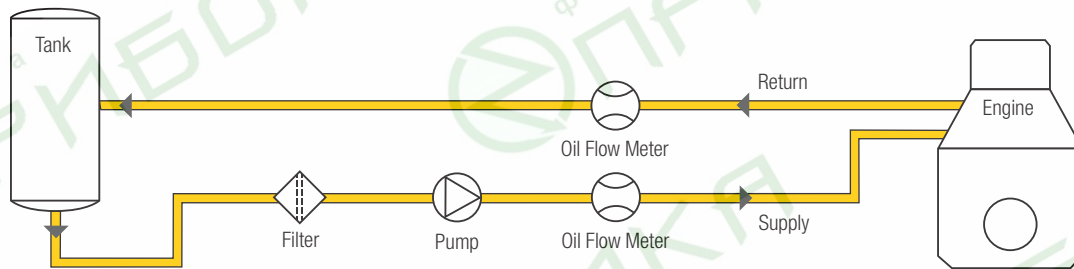 Tank
Return
Engine
Oil Flow Meter
Filter
Pump
Oil Flow Meter
Supply